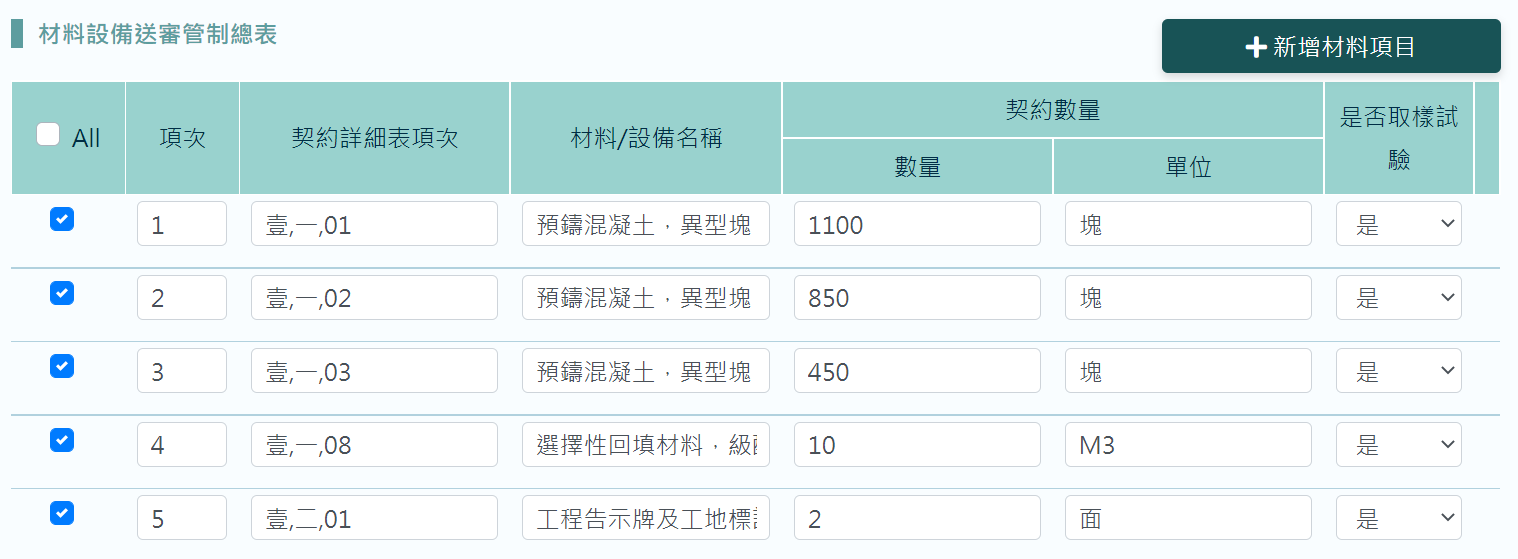 材料設備送審管制總表
新增材料項目
All 項次 契約詳細表項次 材料/設備名稱 契約數量 是否取樣試驗
數量 單位
1 壹,一,01 預鑄混凝土，異型塊 1100 塊 是
2 壹,一,02 預鑄混凝土，異型塊 850 塊 是
3 壹,一,03 預鑄混凝土，異型塊 450 塊 是
4 壹,一,08 選擇性回填材料，級 10 M3 是
5 壹,二,01 工程告示牌及工地標 2 面 是